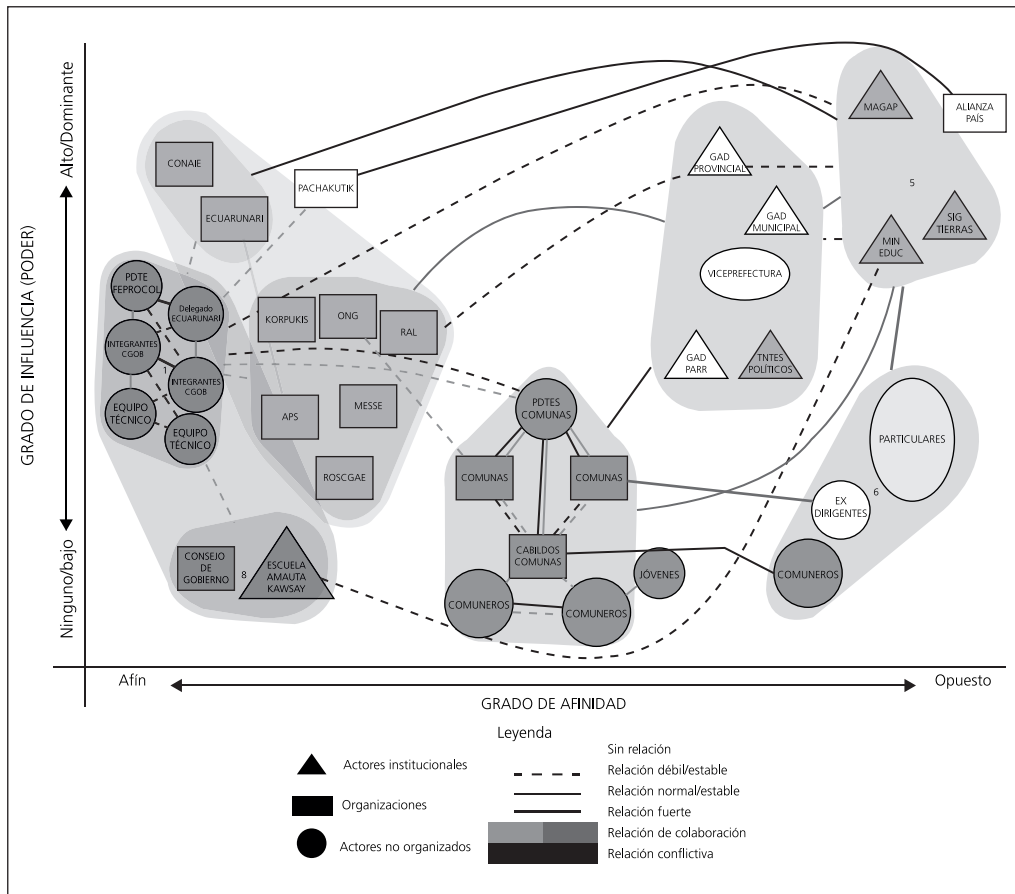 GRADO DE INFLUENCIA (PODER)
Alto/Dominante
Ninguno/bajo
CONAIE
ECUARUNARI
PACHAKUTIK
MAGAP
ALIANZA
PAÍS
GAD
PROVINCIAL
GAD
MUNICIPAL
5
SIG
TIERRAS
MIN
EDUC
VICEPREFECTURA
PDTE
FEPROCOL
Delegado
ECUARUNARI
INTEGRANTES
CGOB
1
INTEGRANTES
CGOB
EQUIPO
TÉCNICO
EQUIPO
TÉCNICO
KORPUKIS
ONG
RAL
APS
MESSE
ROSCGAE
GAD
PARR
TNTES
POLÍTICOS
PDTES
COMUNAS
COMUNAS
COMUNAS
CABILDOS
COMUNAS
COMUNEROS
COMUNEROS
JÓVENES
PARTICULARES
EX
DIRIGENTES
6
COMUNEROS
CONSEJO
DE
GOBIERNO
8
ESCUELA
AMAUTA
KAWSAY
Afín
Opuesto
GRADO DE AFINIDAD
Leyenda
Actores institucionales
Organizaciones
Actores no organizados
Sin relación
Relación débil/estable
Relación normal/estable
Relación fuerte
Relación de colaboración
Relación conflictiva